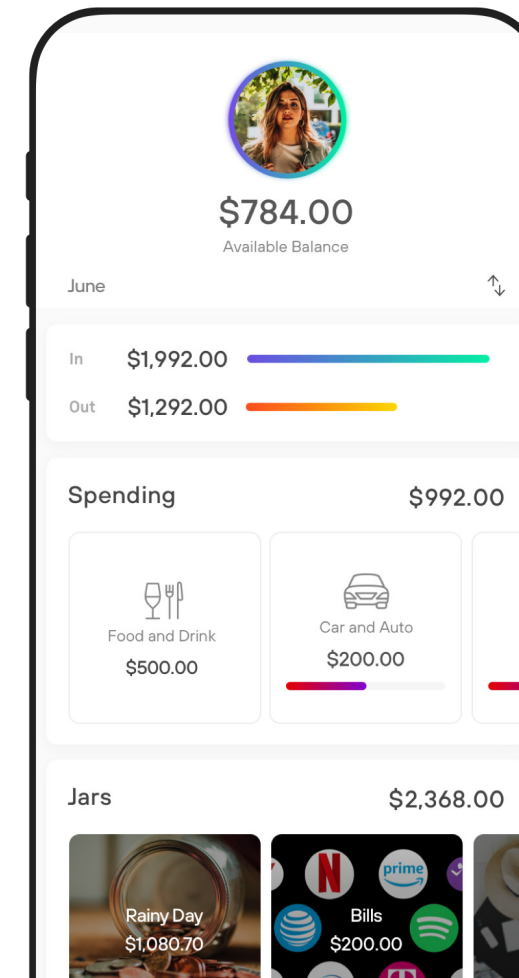 $784.00
Available Balance
June
In $1,992.00
Out $1,292.00
Spending $992.00
Food and Drink
$500.00
Car and Auto
$200.00
Jars $2,368.00
prime
Rainy Day
$1,080.70
Bills
$200.00